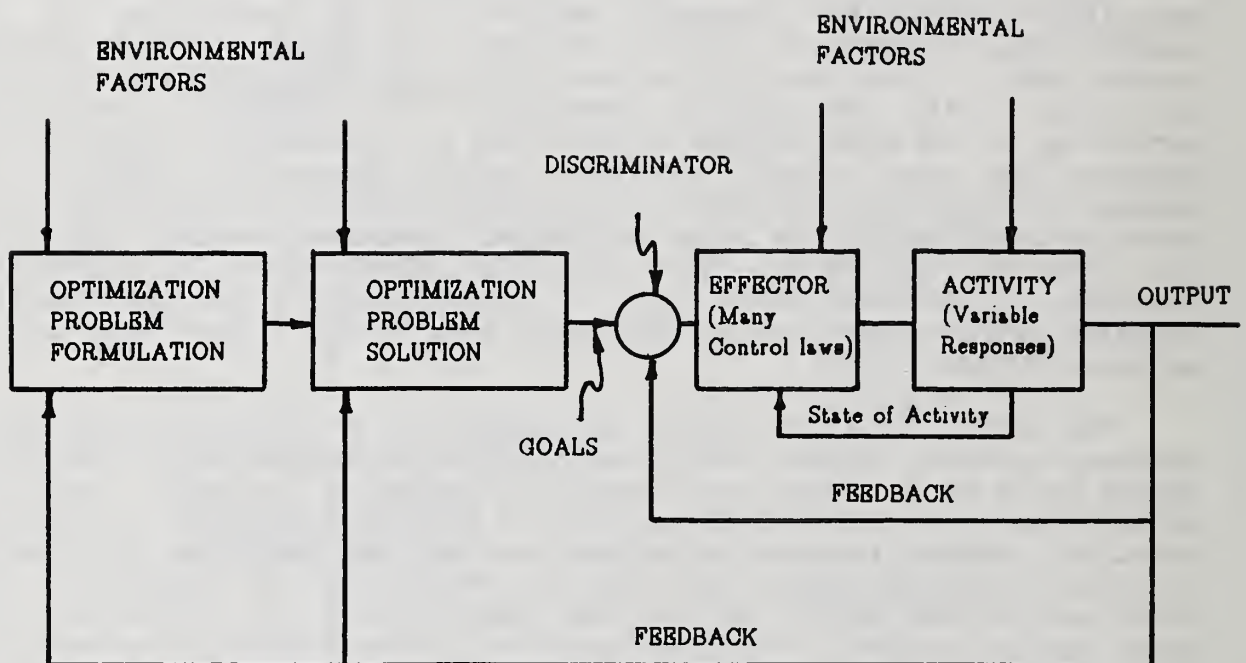 ENVIRONMENTAL
FACTORS
ENVIRONMENTAL
FACTORS
DISCRIMINATOR
OPTIMIZATION
PROBLEM
FORMULATION
OPTIMIZATION
PROBLEM
SOLUTION
EFFECTOR
(Many
Control laws)
ACTIVITY
(Variable
Responses)
OUTPUT
State of Activity
GOALS
FEEDBACK
FEEDBACK